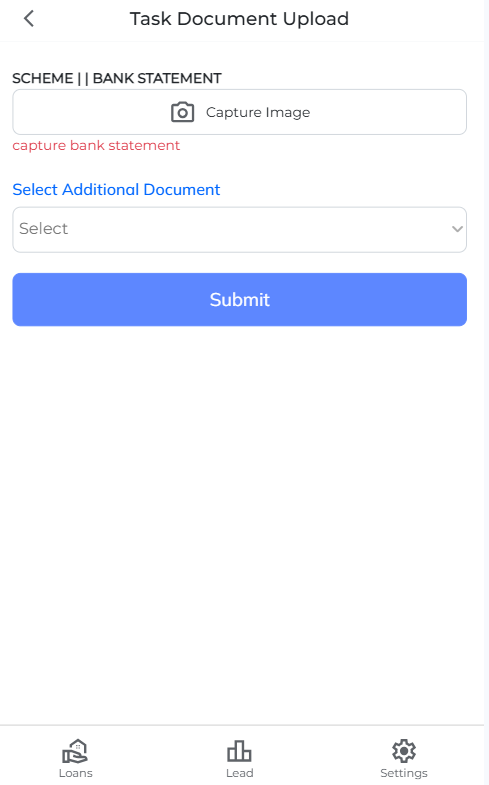 Task Document Upload
SCHEME | | BANK STATEMENT
Capture Image
capture bank statement
Select Additional Document
Select
Submit
Loans Lead Settings